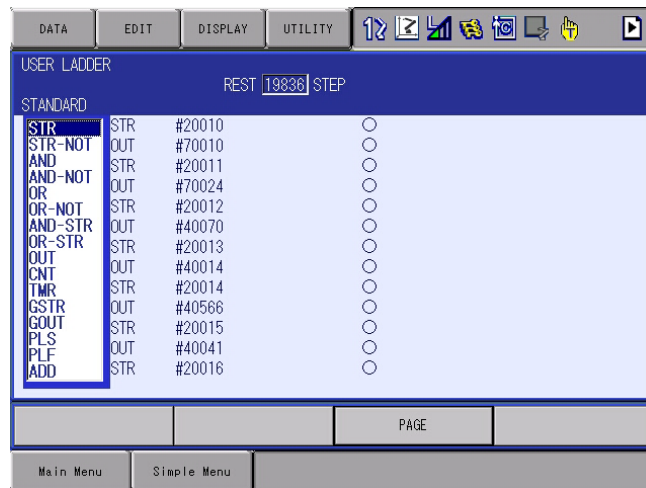 DATA EDIT DISPLAY UTILITY
USER LADDER
REST 19836 STEP
STANDARD
STR STR #20010
STR-NOT OUT #70010
AND STR #20011
AND-NOT OUT #70024
OR STR #20012
OR-NOT OUT #40070
AND-STR STR #20013
OR-STR OUT #40014
OUT STR #20014
CNT OUT #40566
TMR STR #20015
GSTR OUT #40041
GOUT STR #20016
PLS
PLF
ADD
PAGE
Main Menu Simple Menu